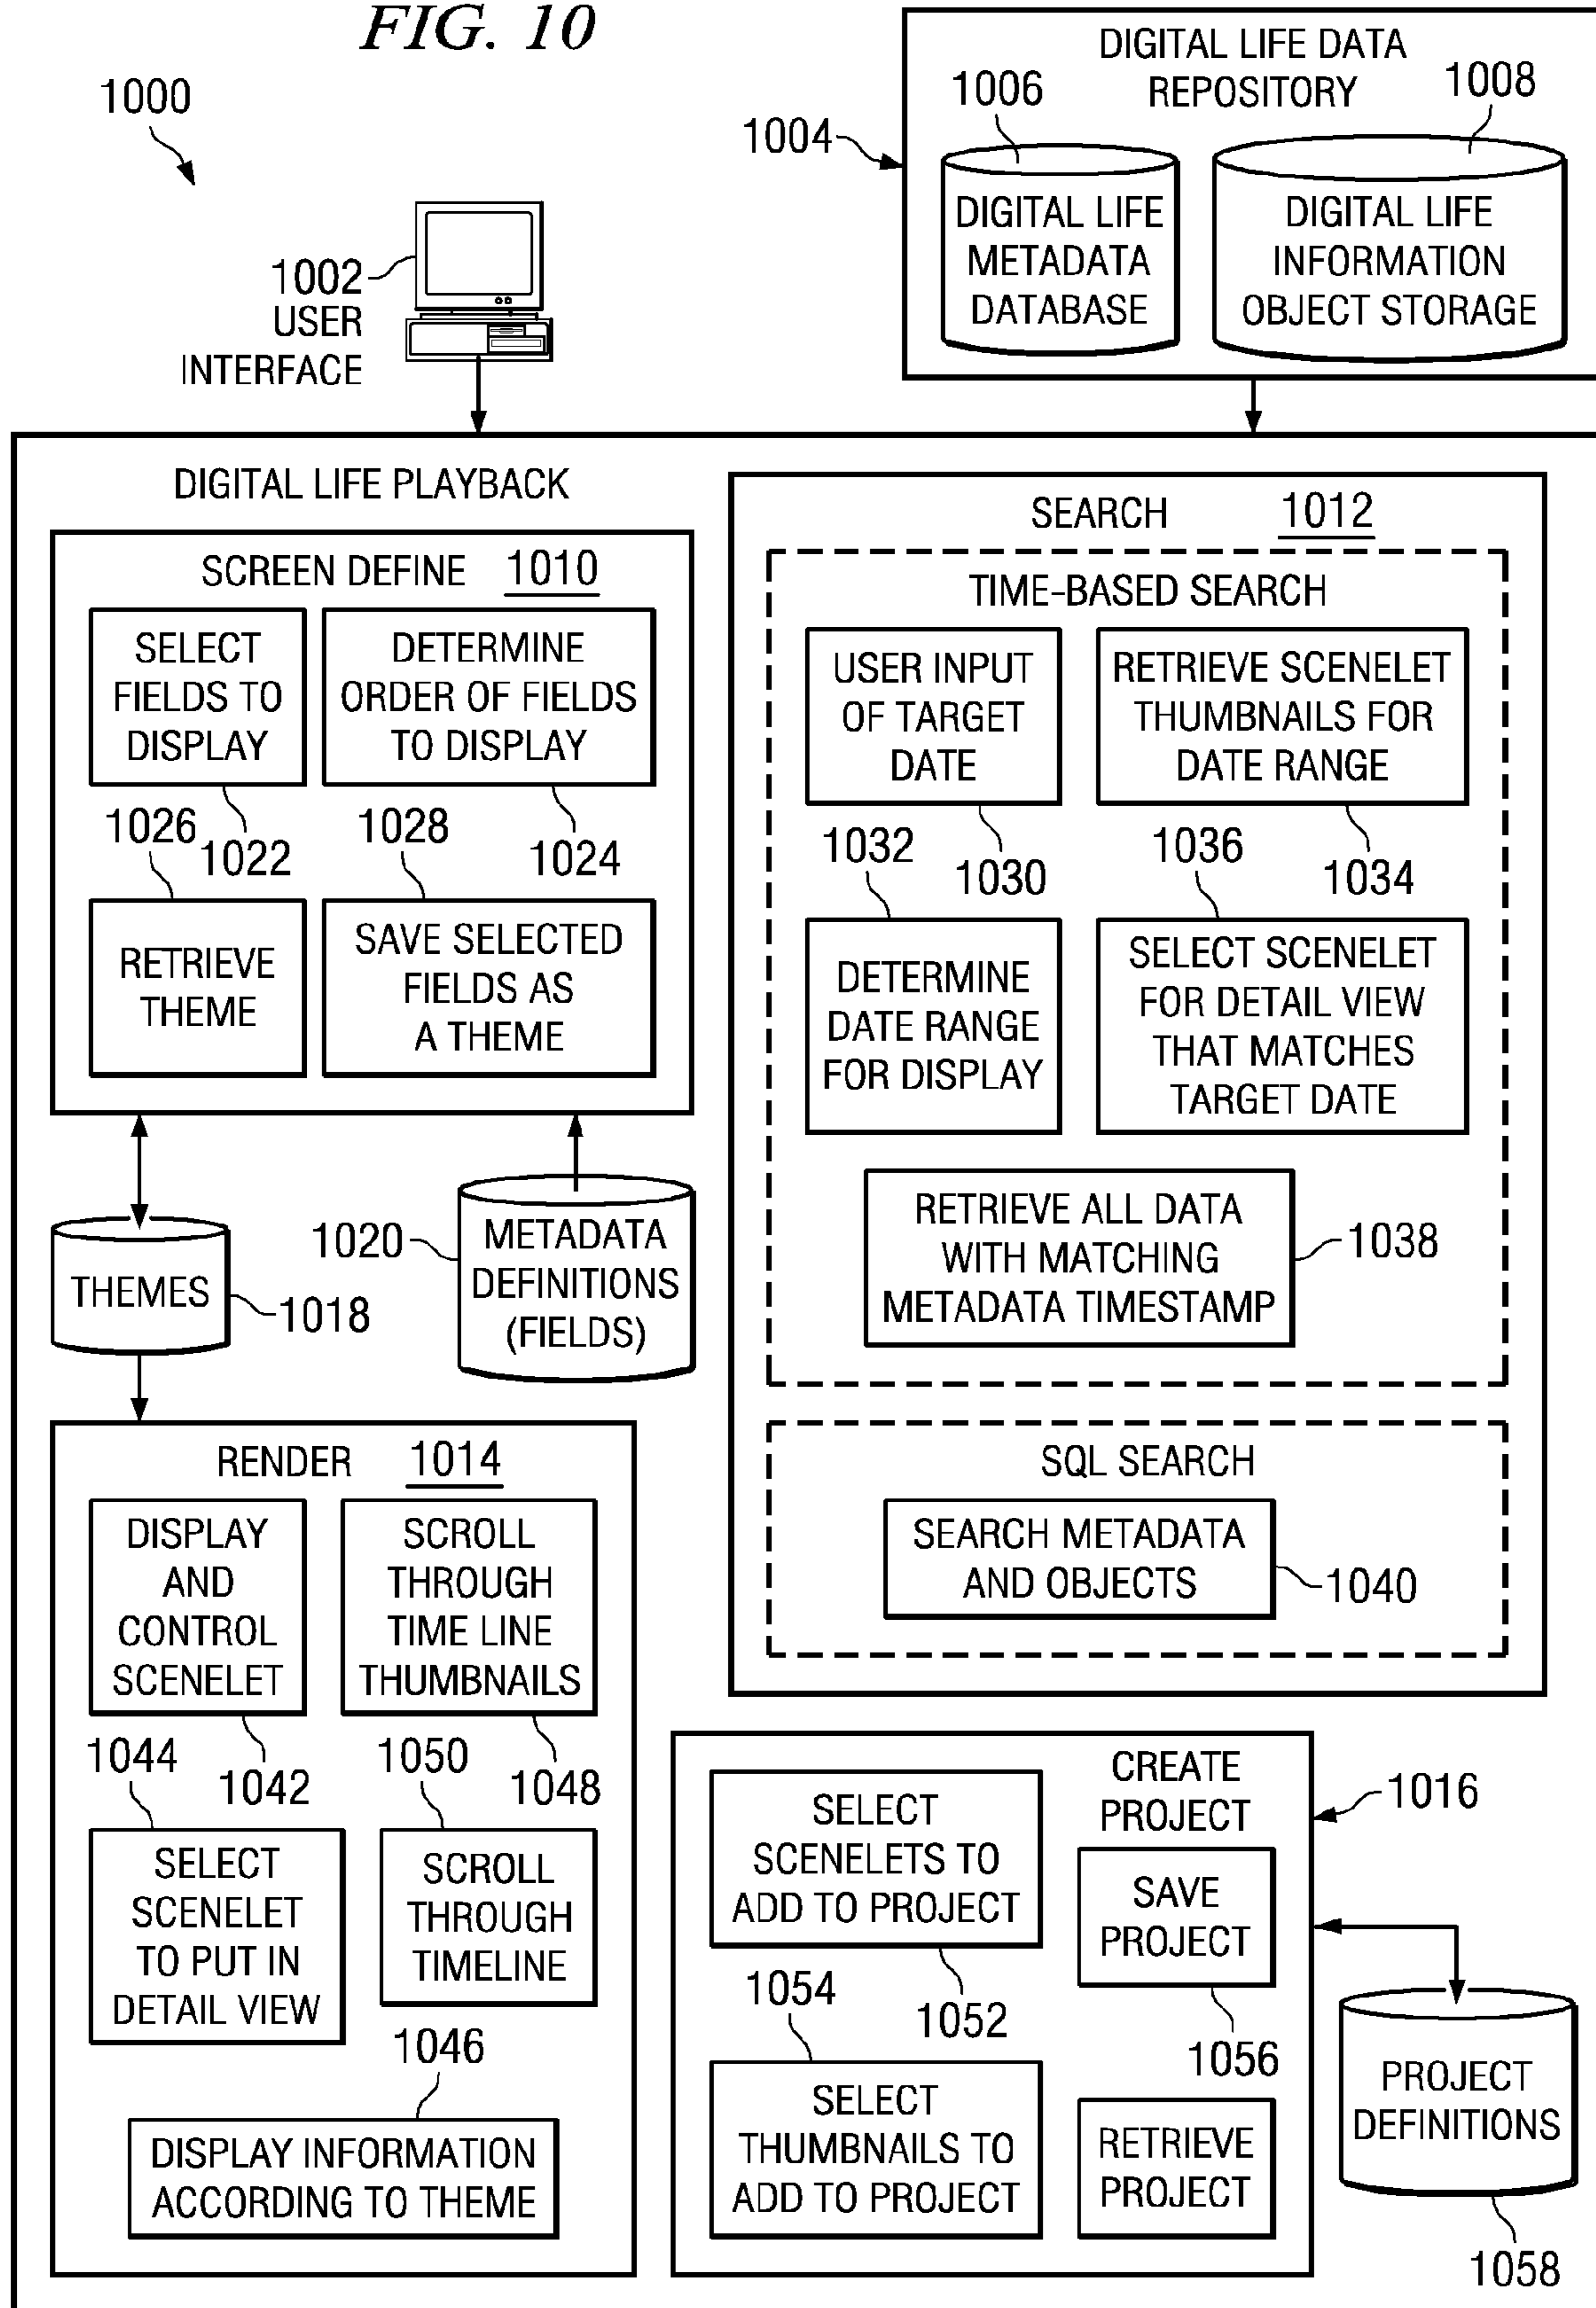 FIG. 10
1000
1002
USER
INTERFACE
DIGITAL LIFE DATA
REPOSITORY
1004
1006
1008
DIGITAL LIFE
METADATA
DATABASE
DIGITAL LIFE
INFORMATION
OBJECT STORAGE
DIGITAL LIFE PLAYBACK
SCREEN DEFINE 1010
SELECT
FIELDS TO
DISPLAY
DETERMINE
ORDER OF FIELDS
TO DISPLAY
1026
1022
1028
1024
RETRIEVE
THEME
SAVE SELECTED
FIELDS AS
A THEME
THEMES
1018
1020
METADATA
DEFINITIONS
(FIELDS)
SEARCH 1012
TIME-BASED SEARCH
USER INPUT
OF TARGET
DATE
RETRIEVE SCENELET
THUMBNAILS FOR
DATE RANGE
1032
1030
1036
1034
DETERMINE
DATE RANGE
FOR DISPLAY
SELECT SCENELET
FOR DETAIL VIEW
THAT MATCHES
TARGET DATE
RETRIEVE ALL DATA
WITH MATCHING
METADATA TIMESTAMP
1038
SQL SEARCH
SEARCH METADATA
AND OBJECTS
1040
RENDER 1014
DISPLAY
AND
CONTROL
SCENELET
SCROLL
THROUGH
TIME LINE
THUMBNAILS
1044
1042
1050
1048
SELECT
SCENELET
TO PUT IN
DETAIL VIEW
SCROLL
THROUGH
TIMELINE
1046
DISPLAY INFORMATION
ACCORDING TO THEME
CREATE
PROJECT
1016
SELECT
SCENELETS TO
ADD TO PROJECT
SAVE
PROJECT
1054
1052
1056
SELECT
THUMBNAILS TO
ADD TO PROJECT
RETRIEVE
PROJECT
PROJECT
DEFINITIONS
1058